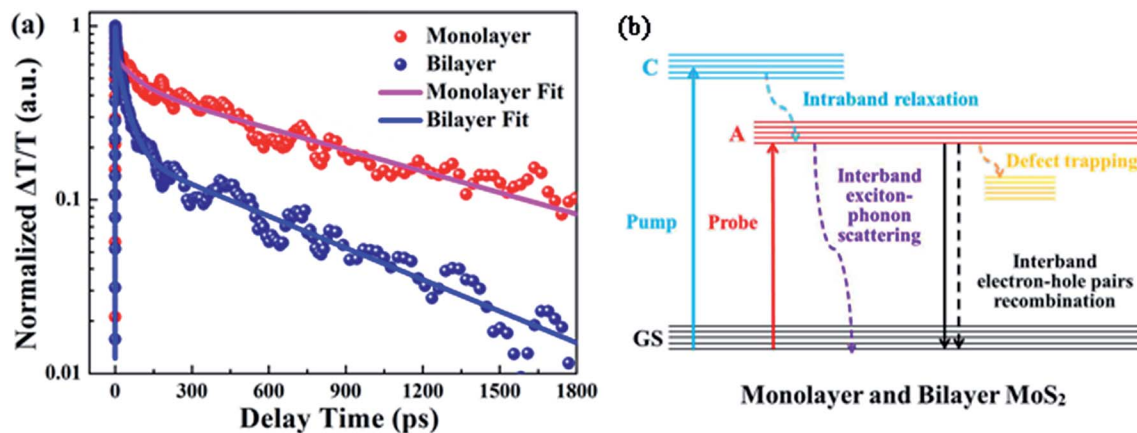 (a)
Normalized ΔT/T (a.u.)
1
0.1
0.01
Monolayer
Bilayer
Monolayer Fit
Bilayer Fit
0 300 600 900 1200 1500 1800
Delay Time (ps)
(b)
C
Intraband relaxation
A
Defect trapping
Interband
exciton-
phonon
scattering
Pump
Probe
Interband
electron-hole pairs
recombination
GS
Monolayer and Bilayer MoS₂